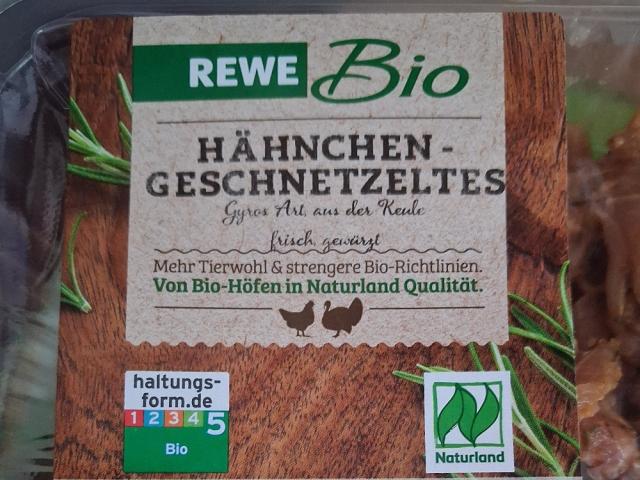 REWE Bio
HÄHNCHEN-
GESCHNETZELTES
Gyros Art, aus der Keule
frisch, gewürzt
Mehr Tierwohl & strengere Bio-Richtlinien.
Von Bio-Höfen in Naturland Qualität.
haltungs-
form.de
1 2 3 4 5
Bio
Naturland